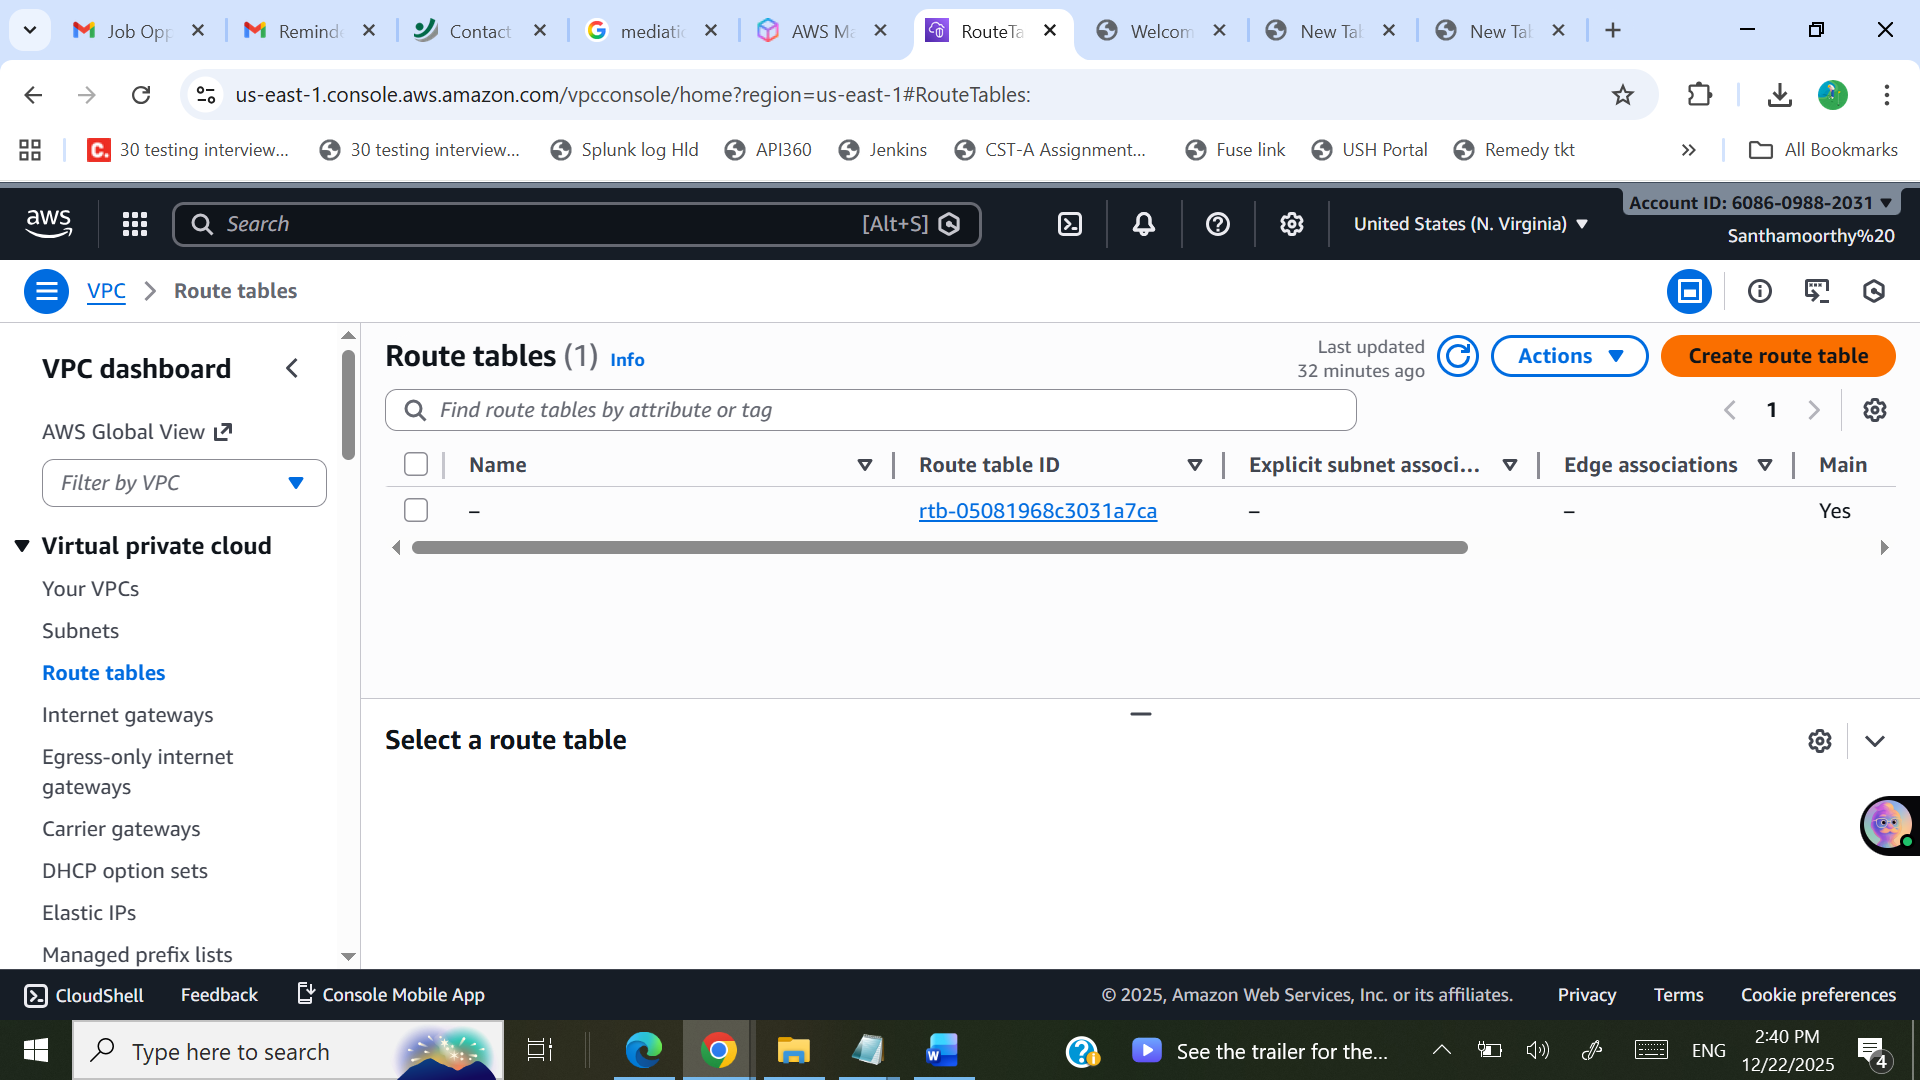 Job Opp
Reminde
Contact
mediatio
AWS Ma
RouteTa
Welcom
New Tab
New Tab
us-east-1.console.aws.amazon.com/vpcconsole/home?region=us-east-1#RouteTables:
30 testing interview...
30 testing interview...
Splunk log Hld
API360
Jenkins
CST-A Assignment...
Fuse link
USH Portal
Remedy tkt
All Bookmarks
aws
Search
[Alt+S]
United States (N. Virginia)
Account ID: 6086-0988-2031
Santhamoorthy%20
VPC
Route tables
VPC dashboard
AWS Global View
Filter by VPC
Virtual private cloud
Your VPCs
Subnets
Route tables
Internet gateways
Egress-only internet
gateways
Carrier gateways
DHCP option sets
Elastic IPs
Managed prefix lists
Route tables (1) Info
Last updated
32 minutes ago
Actions
Create route table
Find route tables by attribute or tag
1
Name
Route table ID
Explicit subnet associ...
Edge associations
Main
–
rtb-05081968c3031a7ca
–
–
Yes
Select a route table
CloudShell
Feedback
Console Mobile App
© 2025, Amazon Web Services, Inc. or its affiliates.
Privacy
Terms
Cookie preferences
Type here to search
See the trailer for the...
ENG
2:40 PM
12/22/2025
4